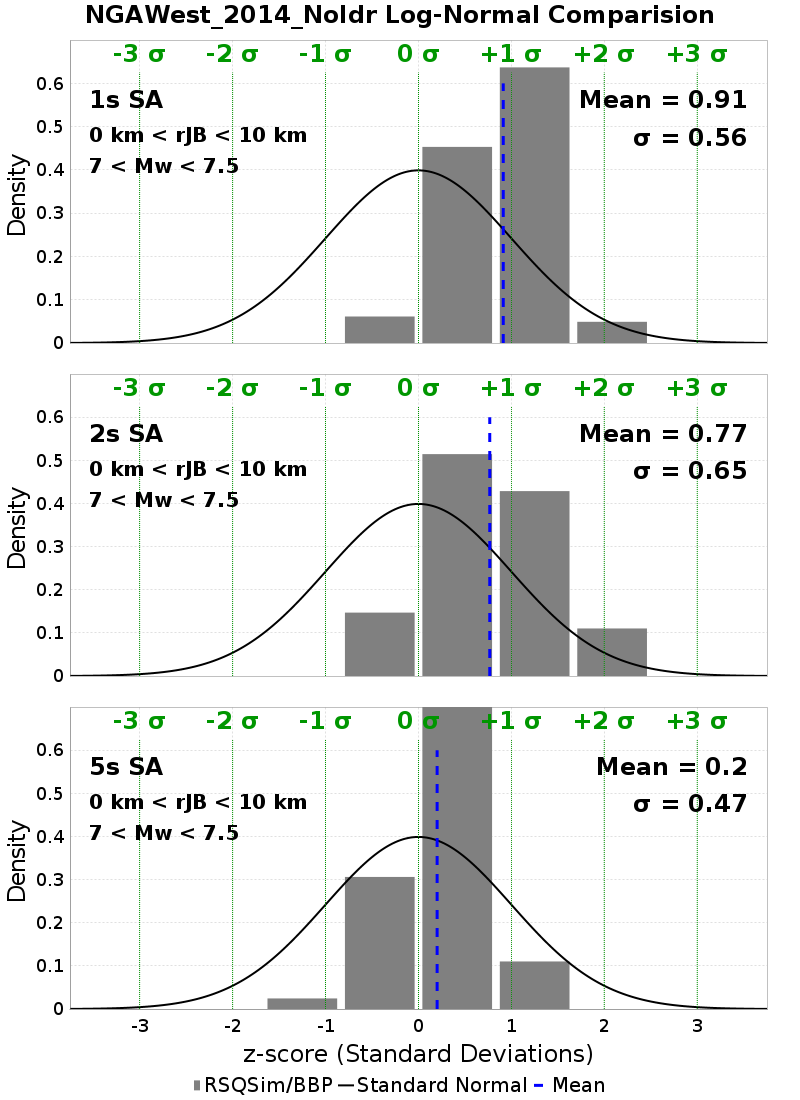 NGAWest_2014_NoIdr Log-Normal Comparision
-3 σ -2 σ -1 σ 0 σ +1 σ +2 σ +3 σ
1s SA
Mean = 0.91
0 km < rJB < 10 km
σ = 0.56
7 < Mw < 7.5
Density
0.6
0.5
0.4
0.3
0.2
0.1
0
-3 σ -2 σ -1 σ 0 σ +1 σ +2 σ +3 σ
2s SA
Mean = 0.77
0 km < rJB < 10 km
σ = 0.65
7 < Mw < 7.5
Density
0.6
0.5
0.4
0.3
0.2
0.1
0
-3 σ -2 σ -1 σ 0 σ +1 σ +2 σ +3 σ
5s SA
Mean = 0.2
0 km < rJB < 10 km
σ = 0.47
7 < Mw < 7.5
Density
0.6
0.5
0.4
0.3
0.2
0.1
0
-3 -2 -1 0 1 2 3
z-score (Standard Deviations)
RSQSim/BBP Standard Normal Mean